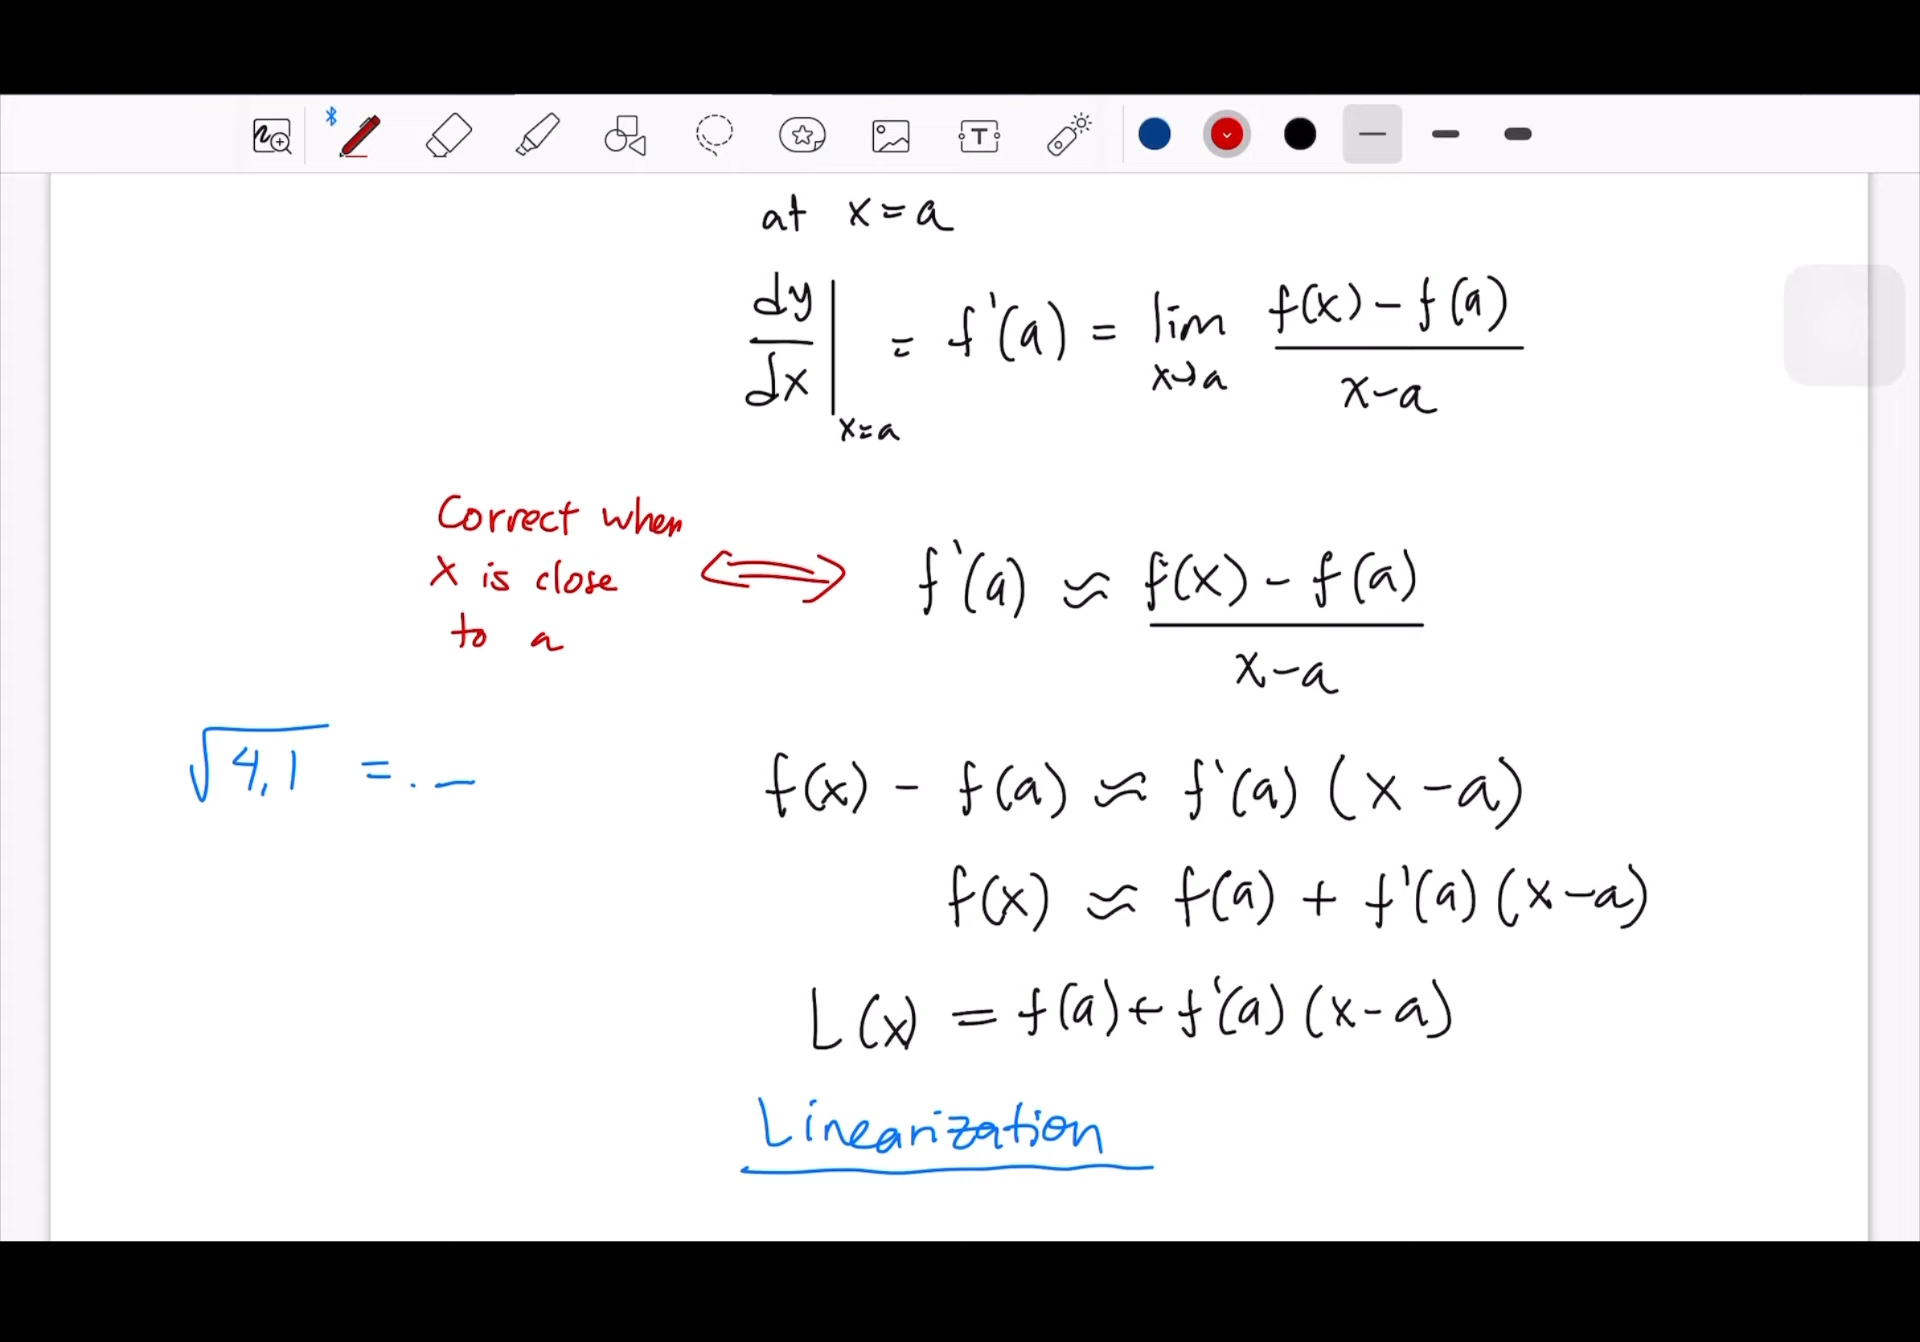 at x = a
dy/dx |x=a = f'(a) = lim x→a (f(x) - f(a))/(x - a)
Correct when
x is close
to a
⟺ f'(a) ≈ (f(x) - f(a))/(x - a)
√4,1 = . —
f(x) - f(a) ≈ f'(a) (x - a)
f(x) ≈ f(a) + f'(a) (x - a)
L(x) = f(a) + f'(a) (x - a)
Linearization